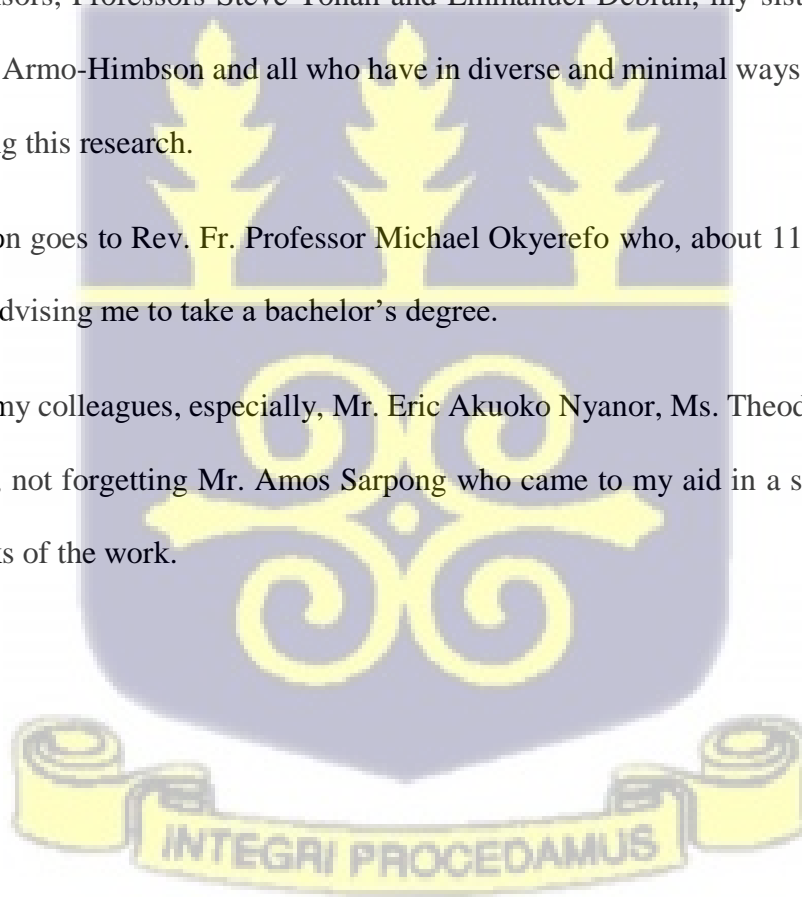 sors, Professors Steve and Emmanuel my sist
Armo-Himbson and all who have in diverse and minimal ways
ng this research.
on goes to Rev. Fr. Professor Michael Okyerefo who, about 11
dvising me to take a bachelor’s degree.
my colleagues, especially, Mr. Eric Akuoko Nyanor, Ms. Theod
, not forgetting Mr. Amos Sarpong who came to my aid in a s
ks of the work.
INTEGRI PROCEDAMUS